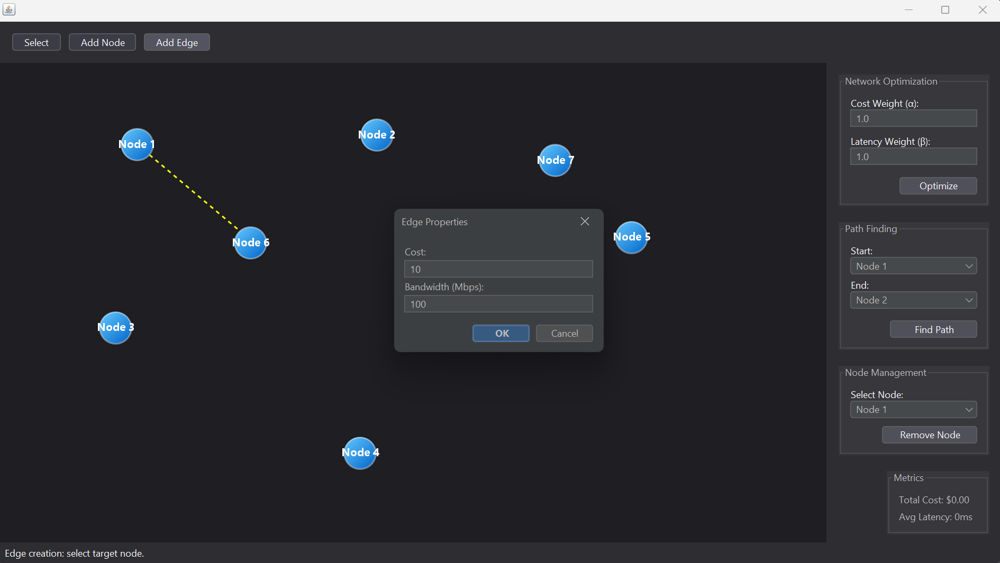 Select
Add Node
Add Edge
Node 1
Node 2
Node 7
Node 6
Node 5
Node 3
Node 4
Edge Properties
Cost:
10
Bandwidth (Mbps):
100
OK
Cancel
Network Optimization
Cost Weight (α):
1.0
Latency Weight (β):
1.0
Optimize
Path Finding
Start:
Node 1
End:
Node 2
Find Path
Node Management
Select Node:
Node 1
Remove Node
Metrics
Total Cost: $0.00
Avg Latency: 0ms
Edge creation: select target node.